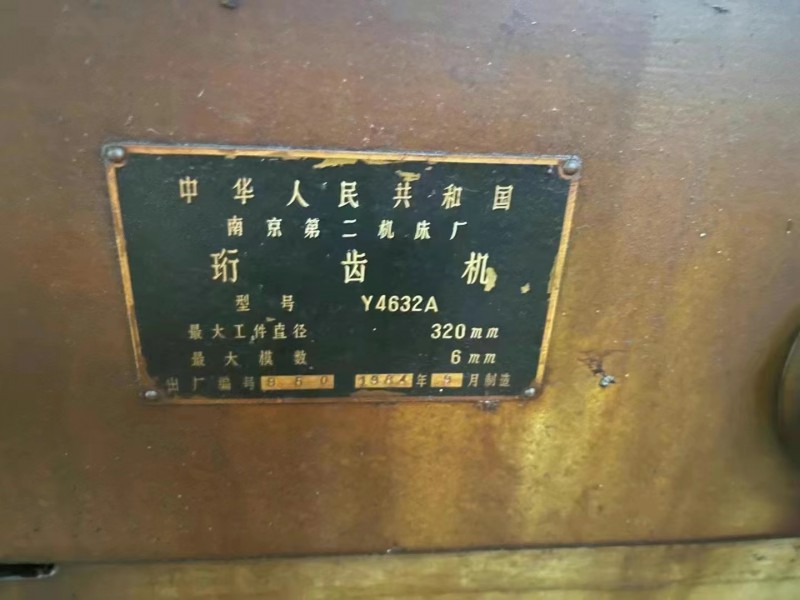 中华人民共和国
南京第二机床厂
珩齿机
型号 Y4632A
最大工件直径 320mm
最大模数 6mm
出厂编号 年 月制造